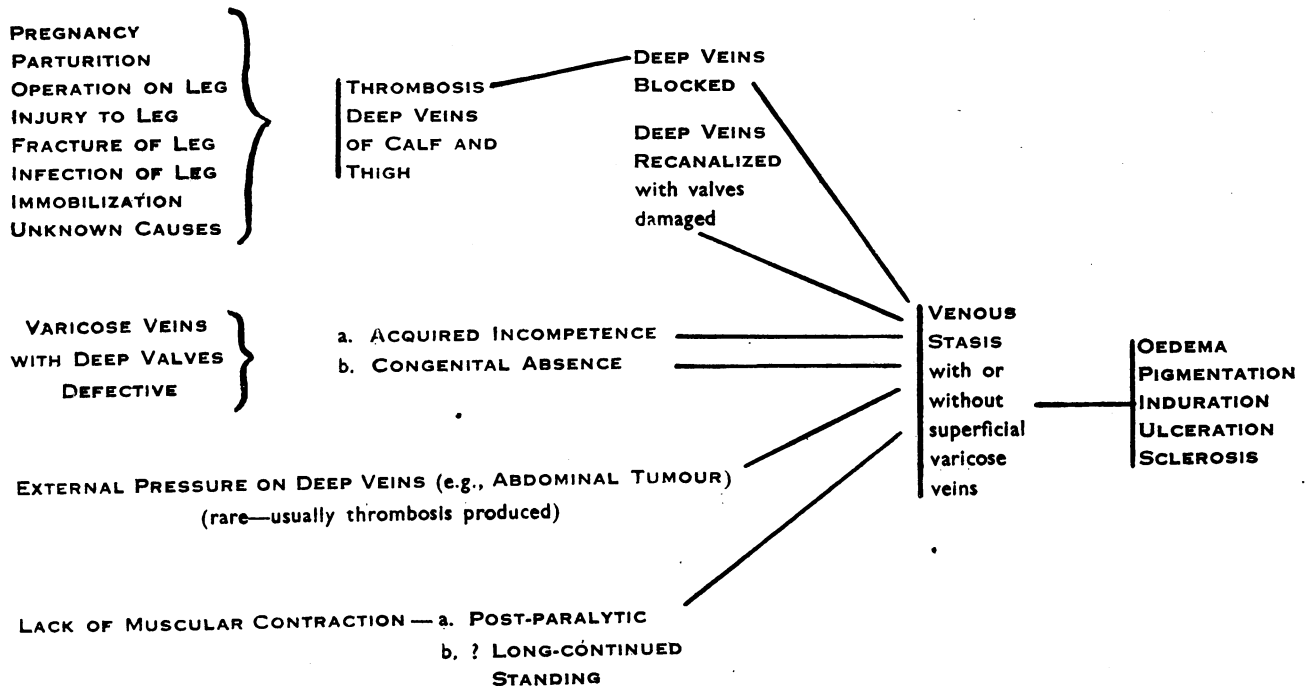 PREGNANCY
PARTURITION
OPERATION ON LEG
INJURY TO LEG
FRACTURE OF LEG
INFECTION OF LEG
IMMOBILIZATION
UNKNOWN CAUSES
THROMBOSIS
DEEP VEINS
OF CALF AND
THIGH
DEEP VEINS
BLOCKED
DEEP VEINS
RECANALIZED
with valves
damaged
VARICOSE VEINS
WITH DEEP VALVES
DEFECTIVE
a. ACQUIRED INCOMPETENCE
b. CONGENITAL ABSENCE
EXTERNAL PRESSURE ON DEEP VEINS (e.g., ABDOMINAL TUMOUR)
(rare—usually thrombosis produced)
LACK OF MUSCULAR CONTRACTION — a. POST-PARALYTIC
b. ? LONG-CONTINUED
STANDING
VENOUS
STASIS
with or
without
superficial
varicose
veins
OEDEMA
PIGMENTATION
INDURATION
ULCERATION
SCLEROSIS